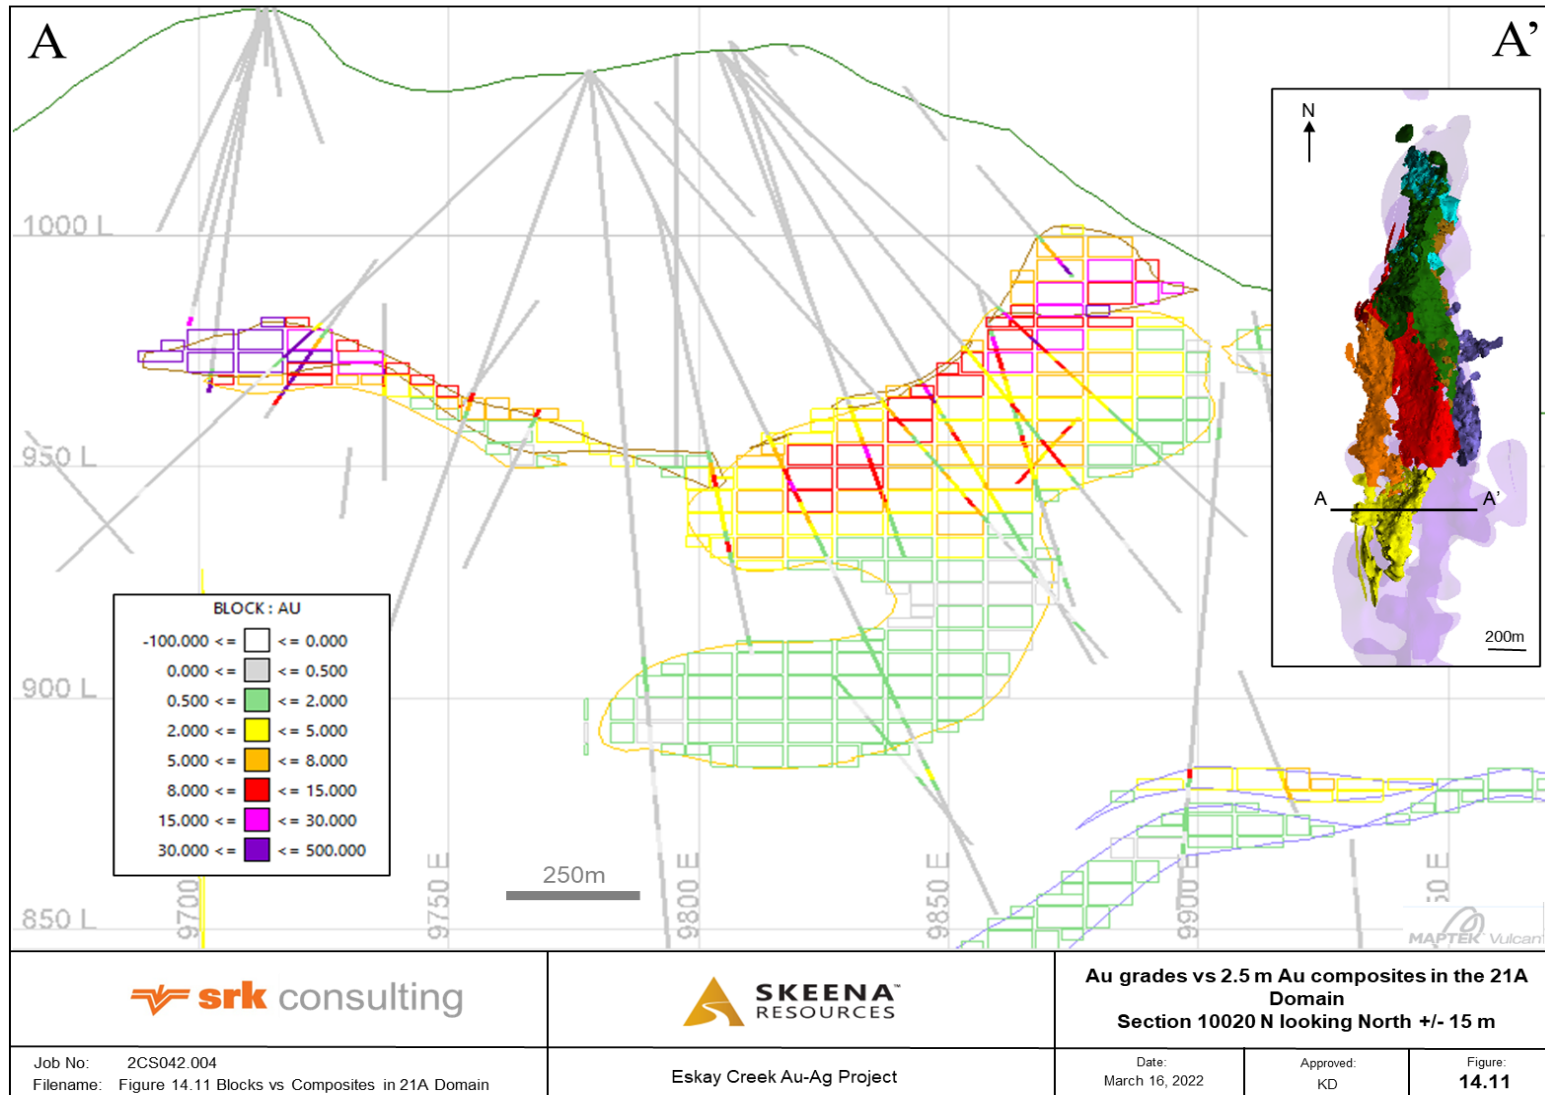 A
A'
1000 L
950 L
900 L
850 L
9700
9750 E
9800 E
9850 E
9900 E
50 E
BLOCK : AU
-100.000 <= <= 0.000
0.000 <= <= 0.500
0.500 <= <= 2.000
2.000 <= <= 5.000
5.000 <= <= 8.000
8.000 <= <= 15.000
15.000 <= <= 30.000
30.000 <= <= 500.000
250m
N
A
A'
200m
MAPTEK Vulcan
srk consulting
SKEENA™
RESOURCES
Au grades vs 2.5 m Au composites in the 21A
Domain
Section 10020 N looking North +/- 15 m
Job No: 2CS042.004
Filename: Figure 14.11 Blocks vs Composites in 21A Domain
Eskay Creek Au-Ag Project
Date:
March 16, 2022
Approved:
KD
Figure:
14.11